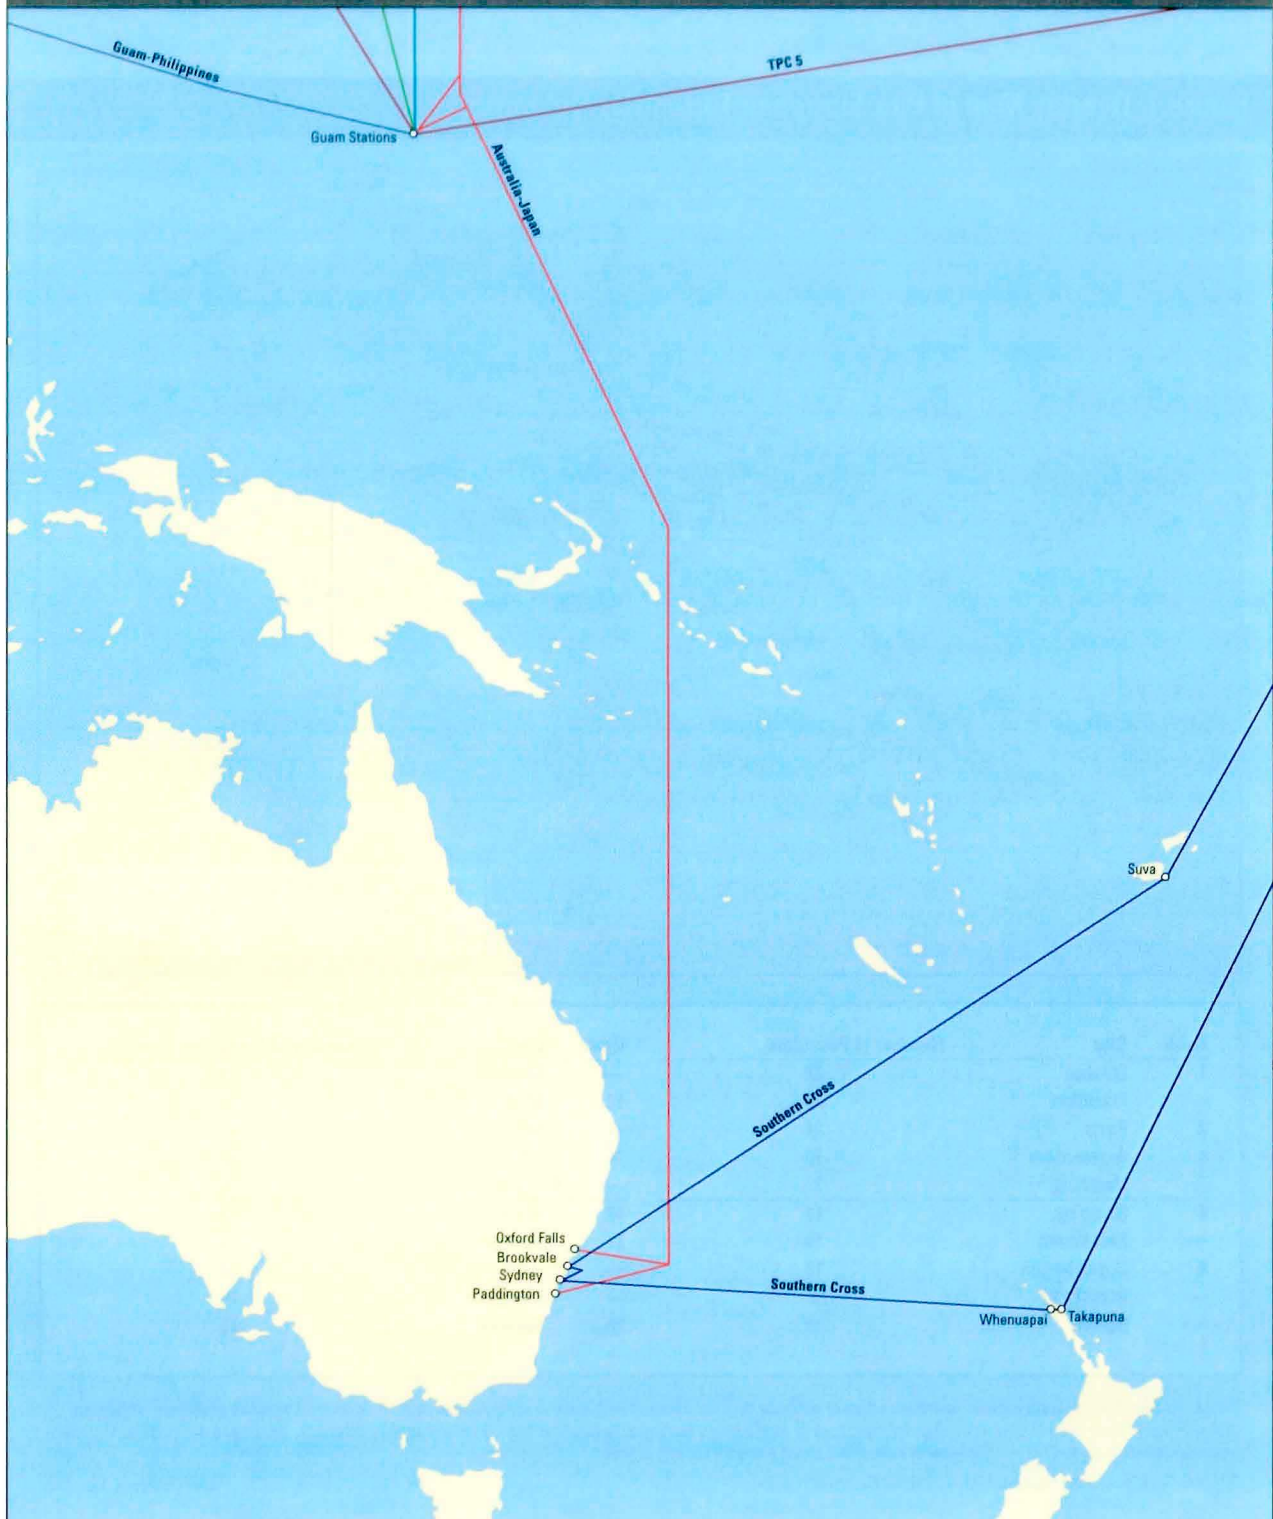 Guam-Philippines
TPC 5
Guam Stations
Australia-Japan
Suva
Southern Cross
Oxford Falls
Brookvale
Sydney
Paddington
Southern Cross
Whenuapai
Takapuna